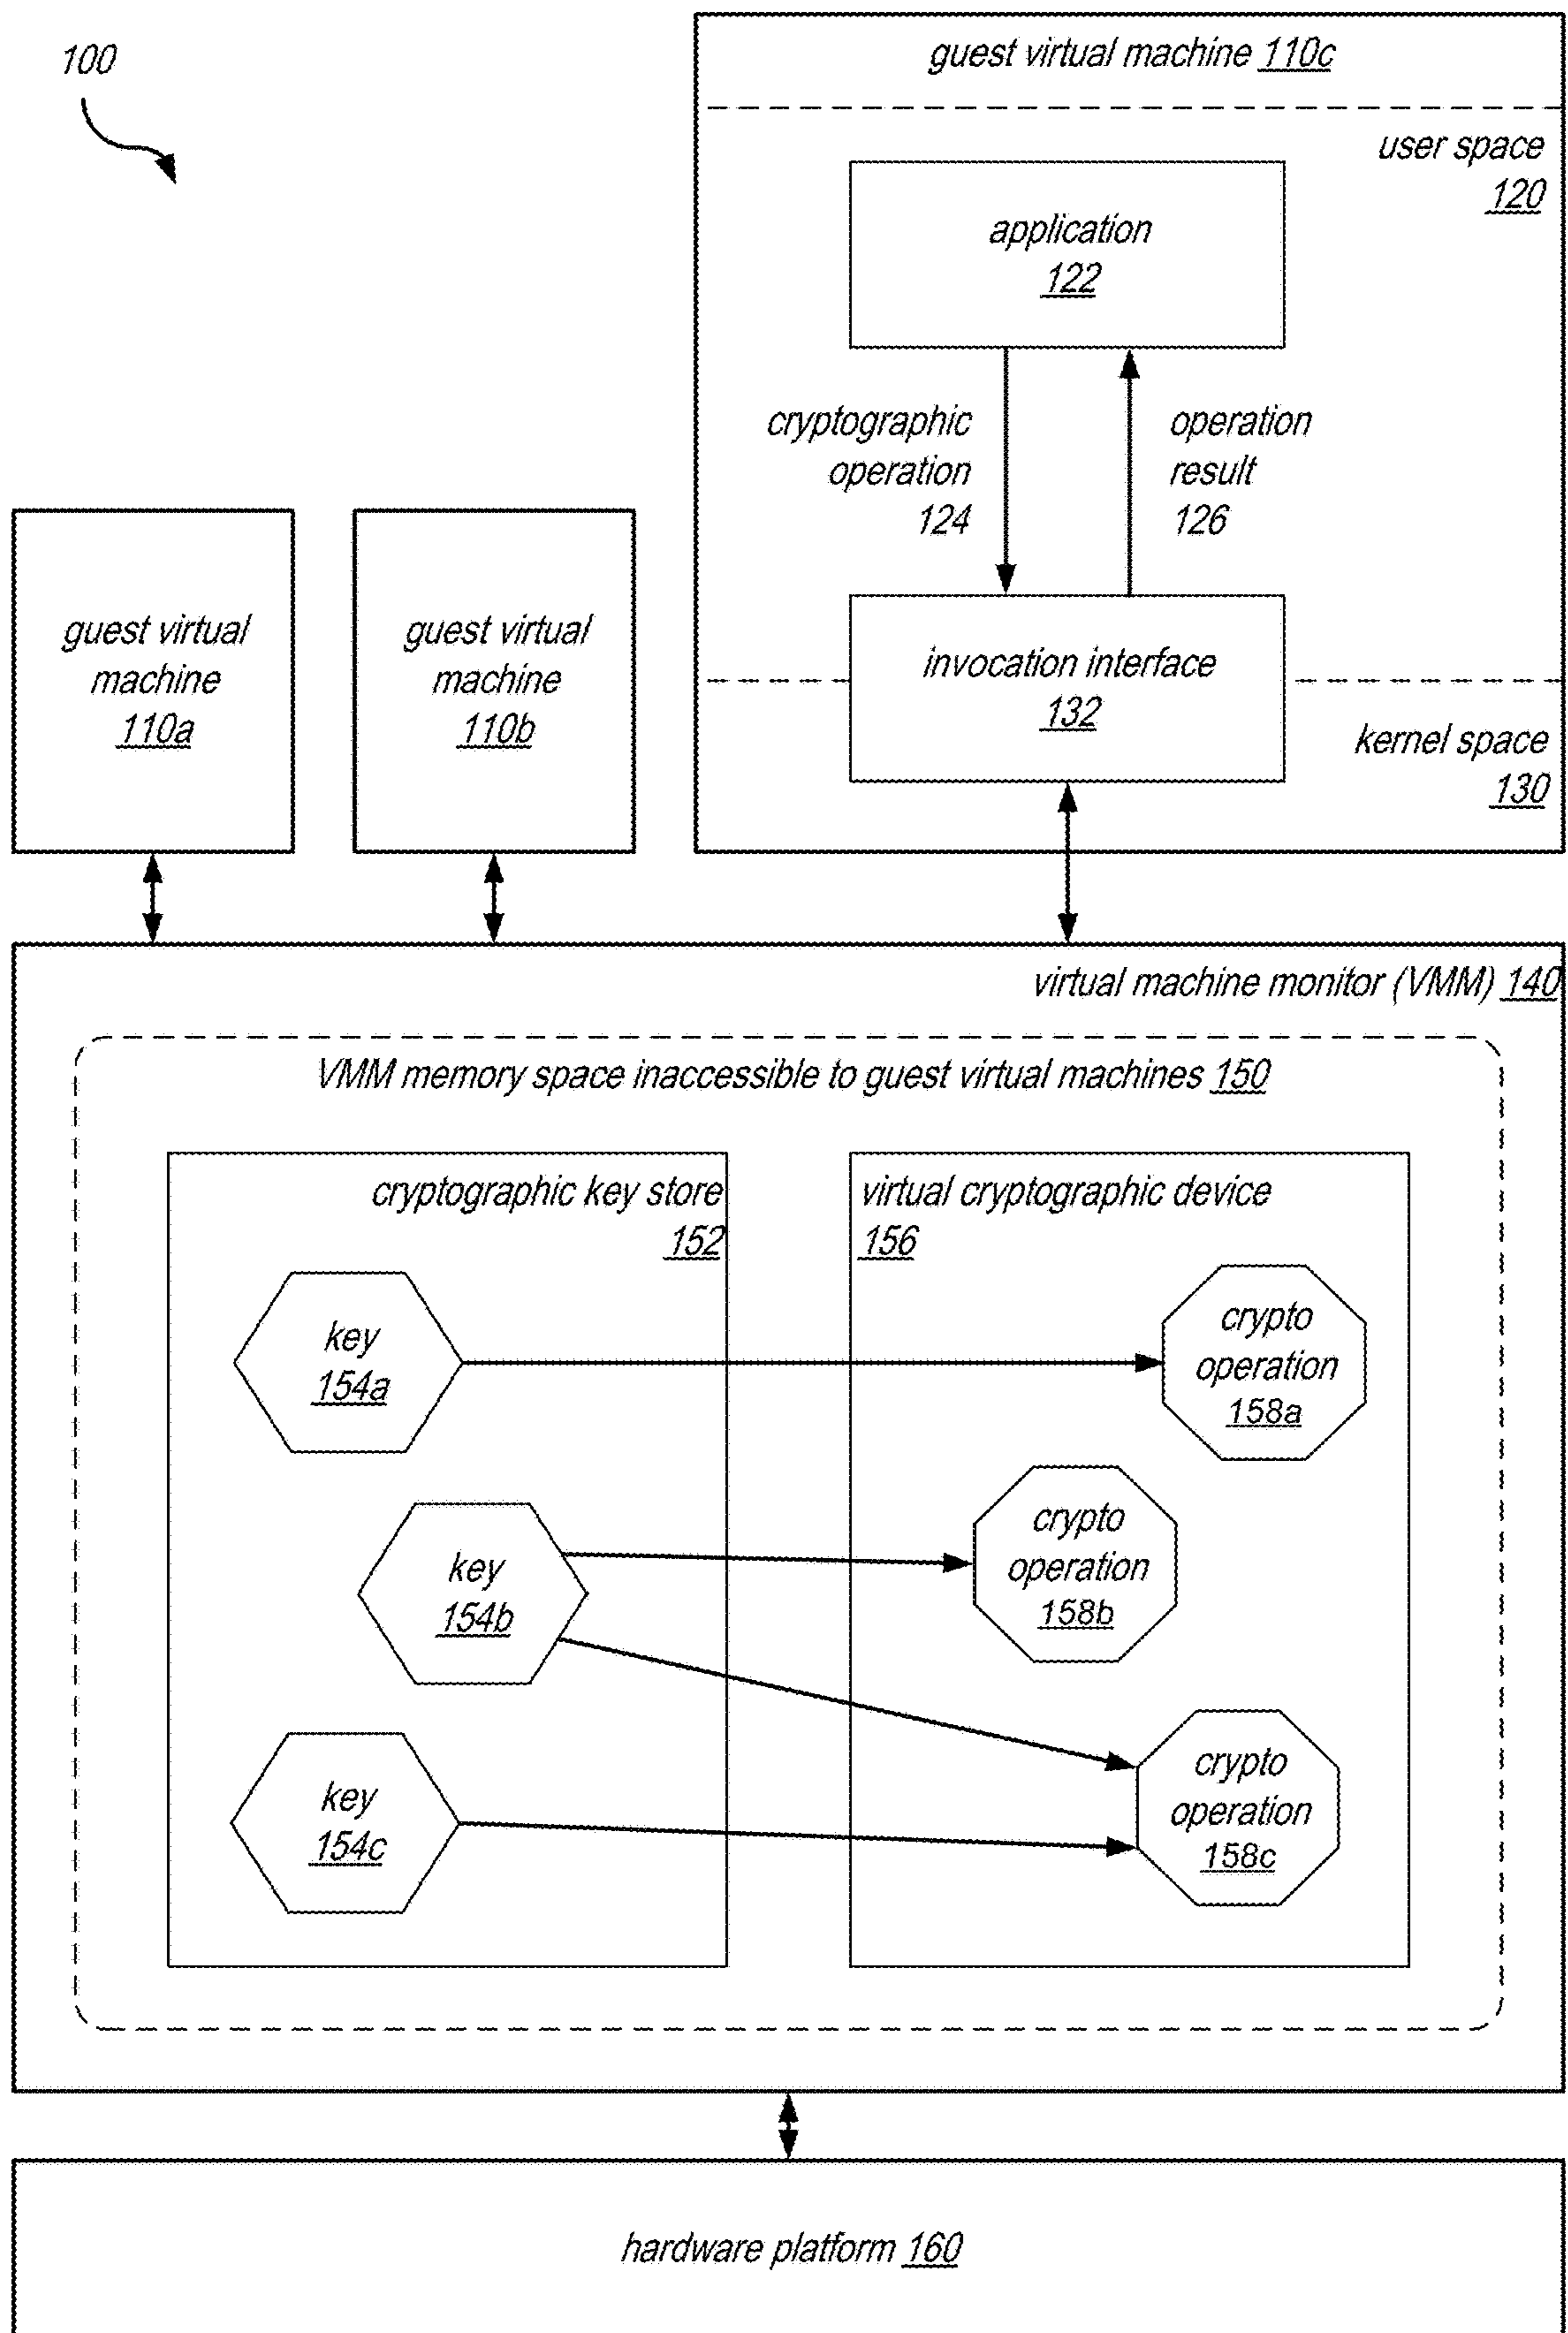 100
guest virtual machine 110c
user space
120
application
122
cryptographic
operation
124
operation
result
126
guest virtual
machine
110a
guest virtual
machine
110b
invocation interface
132
kernel space
130
virtual machine monitor (VMM) 140
VMM memory space inaccessible to guest virtual machines 150
cryptographic key store
152
virtual cryptographic device
156
key
154a
crypto
operation
158a
key
154b
crypto
operation
158b
key
154c
crypto
operation
158c
hardware platform 160